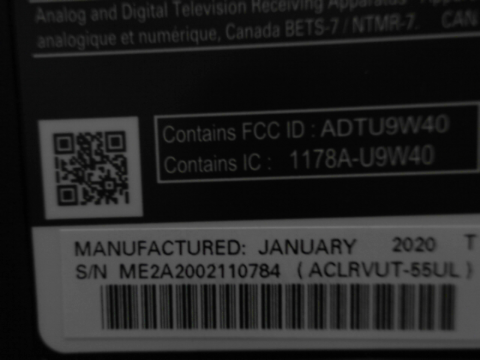 Analog and Digital Television Receiving Apparatus
analogique et numérique, Canada BETS-7 / NTMR-7. CAN
Contains FCC ID : ADTU9W40
Contains IC : 1178A-U9W40
MANUFACTURED: JANUARY 2020 T
S/N ME2A2002110784 (ACLRVUT-55UL)